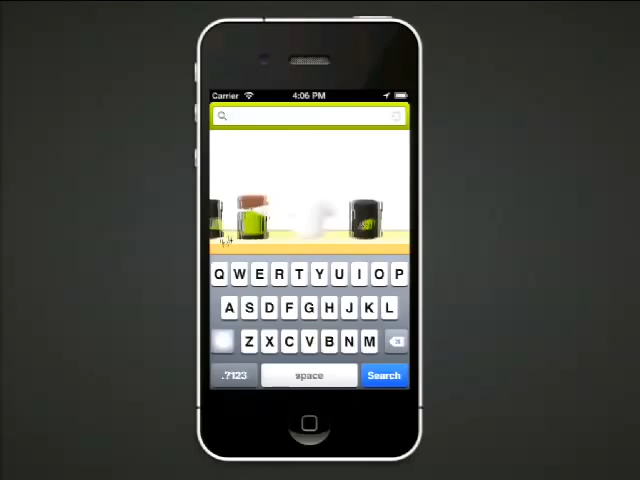 Carrier 4:06 PM
Q W E R T Y U I O P
A S D F G H J K L
Z X C V B N M
.?123 space Search